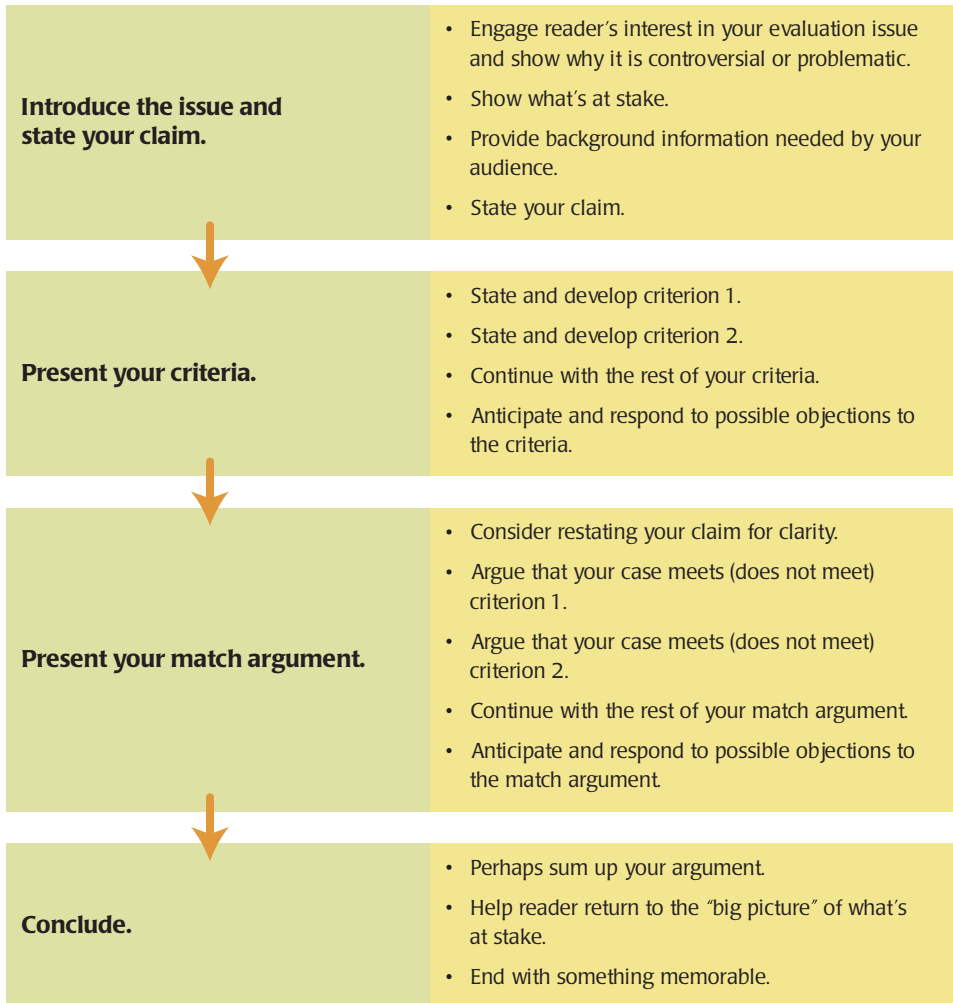 Introduce the issue and
state your claim.
• Engage reader’s interest in your evaluation issue
and show why it is controversial or problematic.
• Show what’s at stake.
• Provide background information needed by your
audience.
• State your claim.
Present your criteria.
• State and develop criterion 1.
• State and develop criterion 2.
• Continue with the rest of your criteria.
• Anticipate and respond to possible objections to
the criteria.
Present your match argument.
• Consider restating your claim for clarity.
• Argue that your case meets (does not meet)
criterion 1.
• Argue that your case meets (does not meet)
criterion 2.
• Continue with the rest of your match argument.
• Anticipate and respond to possible objections to
the match argument.
Conclude.
• Perhaps sum up your argument.
• Help reader return to the “big picture” of what’s
at stake.
• End with something memorable.